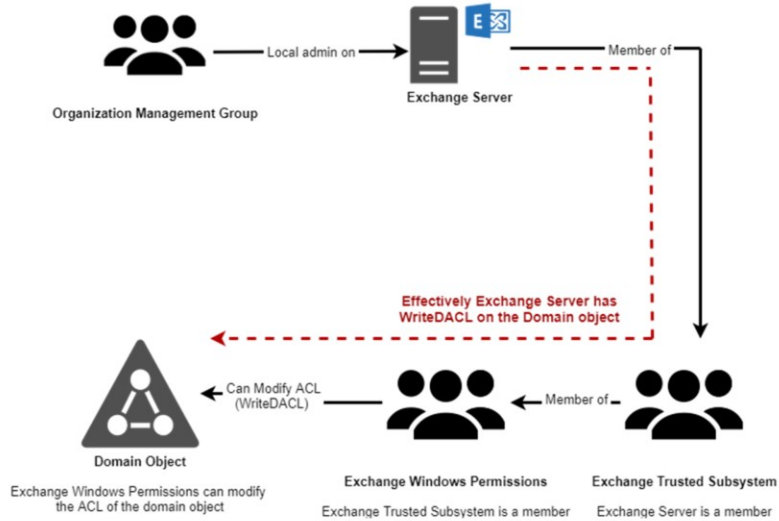 Local admin on
Member of
E
Organization Management Group
Exchange Server
Effectively Exchange Server has
WriteDACL on the Domain object
Can Modify ACL
(WriteDACL)
Member of
Domain Object
Exchange Windows Permissions can modify
the ACL of the domain object
Exchange Windows Permissions
Exchange Trusted Subsystem is a member
Exchange Trusted Subsystem
Exchange Server is a member